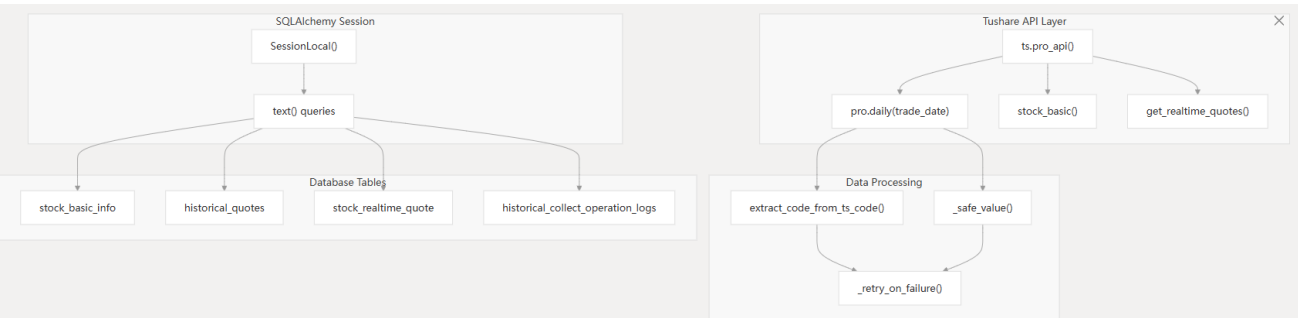 SQLAlchemy Session
SessionLocal()
text() queries
Database Tables
stock_basic_info
historical_quotes
stock_realtime_quote
historical_collect_operation_logs
Tushare API Layer
ts.pro_api()
pro.daily(trade_date)
stock_basic()
get_realtime_quotes()
Data Processing
extract_code_from_ts_code()
_safe_value()
_retry_on_failure()